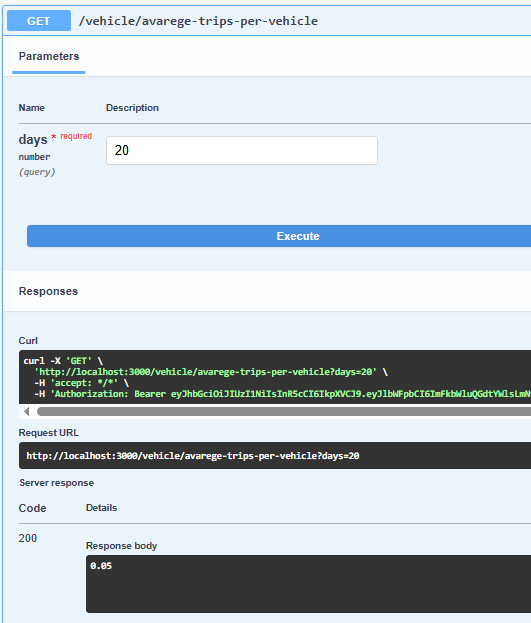 GET /vehicle/avarege-trips-per-vehicle
Parameters
Name Description
days * required
number
(query)
20
Execute
Responses
Curl
curl -X 'GET' \
'http://localhost:3000/vehicle/avarege-trips-per-vehicle?days=20' \
-H 'accept: */*' \
-H 'Authorization: Bearer eyJhbGciOiJIUzI1NiIsInR5cCI6IkpXVCJ9.eyJlbWFpbCI6ImFkbWluQGdtYWlsLmN
Request URL
http://localhost:3000/vehicle/avarege-trips-per-vehicle?days=20
Server response
Code Details
200
Response body
0.05